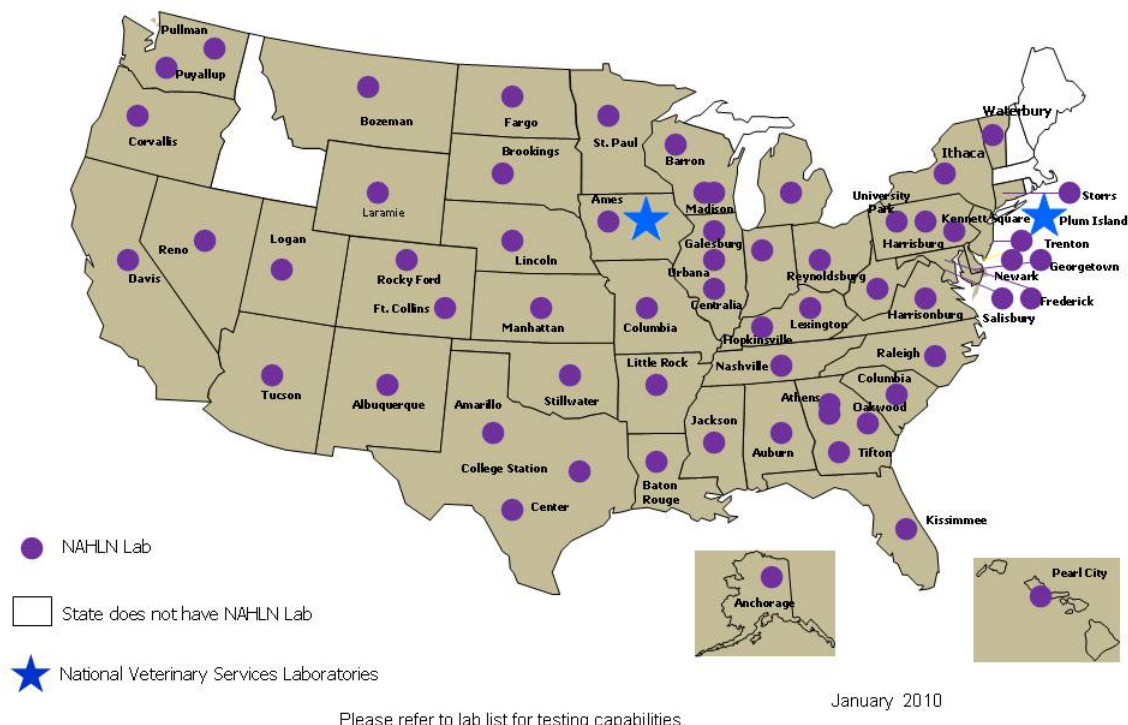 Pullman
Puyallup
Corvallis
Bozeman
Fargo
St. Paul
Brookings
Barron
Waterbury
Ithaca
Laramie
Ames
Madison
University
Park
Kennett Square
Storrs
Plum Island
Reno
Logan
Davis
Rocky Ford
Ft. Collins
Lincoln
Galesburg
Urbana
Centralia
Reynoldsburg
Harrisburg
Trenton
Georgetown
Newark
Frederick
Salisbury
Manhattan
Columbia
Hopkinsville
Lexington
Harrisonburg
Tucson
Albuquerque
Amarillo
Stillwater
Little Rock
Nashville
Raleigh
Columbia
Athens
Oakwood
Jackson
Auburn
Tifton
College Station
Center
Baton
Rouge
Kissimmee
Anchorage
Pearl City
NAHLN Lab
State does not have NAHLN Lab
National Veterinary Services Laboratories
January 2010
Please refer to lab list for testing capabilities.